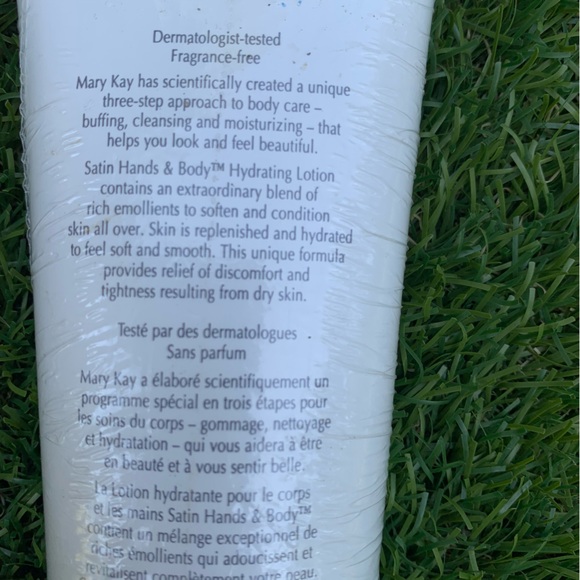 Dermatologist-tested
Fragrance-free
Mary Kay has scientifically created a unique
three-step approach to body care –
buffing, cleansing and moisturizing – that
helps you look and feel beautiful.
Satin Hands & Body™ Hydrating Lotion
contains an extraordinary blend of
rich emollients to soften and condition
skin all over. Skin is replenished and hydrated
to feel soft and smooth. This unique formula
provides relief of discomfort and
tightness resulting from dry skin.
Testé par des dermatologues
Sans parfum
Mary Kay a élaboré scientifiquement un
programme spécial en trois étapes pour
les soins du corps – gommage, nettoyage
et hydratation – qui vous aidera à être
en beauté et à vous sentir belle.
La Lotion hydratante pour le corps
et les mains Satin Hands & Body™
contient un mélange exceptionnel de
riches émollients qui adoucissent et
revitalisent complètement votre peau.